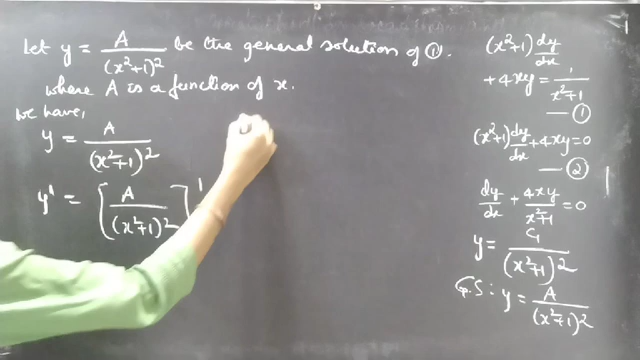 Let y = A / (x²+1)² be the general solution of ①.
where A is a function of x.
we have,
y = A / (x²+1)²
y' = [A / (x²+1)²]'
(x²+1) dy/dx
+ 4xy = 1 / (x²+1)
— ①
(x²+1) dy/dx + 4xy = 0
— ②
dy/dx + 4xy / (x²+1) = 0
y = C₁ / (x²+1)²
G.S : y = A / (x²+1)²